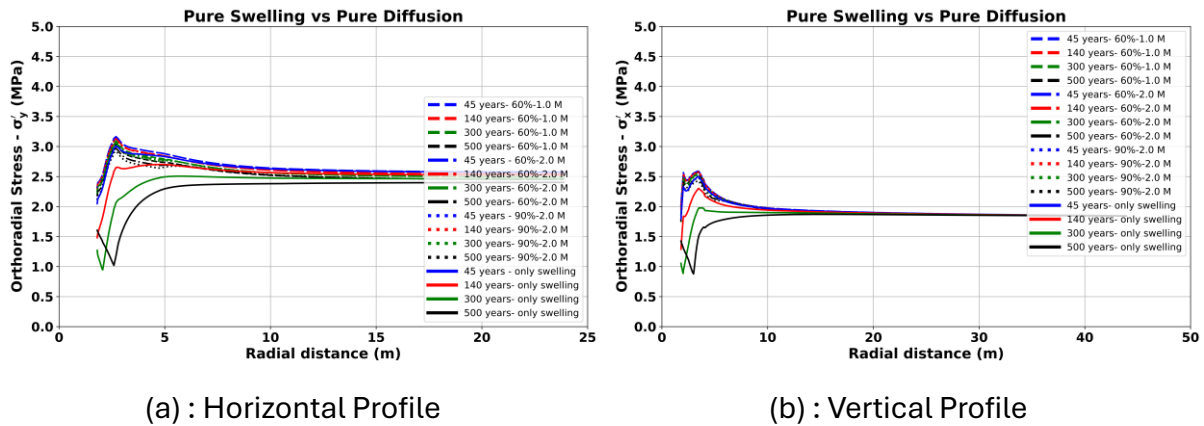 Pure Swelling vs Pure Diffusion
5.0
4.5
4.0
3.5
3.0
2.5
2.0
1.5
1.0
0.5
0.0
Orthoradial Stress - σ′y (MPa)
45 years- 60%-1.0 M
140 years- 60%-1.0 M
300 years- 60%-1.0 M
500 years- 60%-1.0 M
45 years - 60%-2.0 M
140 years- 60%-2.0 M
300 years- 60%-2.0 M
500 years- 60%-2.0 M
45 years - 90%-2.0 M
140 years- 90%-2.0 M
300 years- 90%-2.0 M
500 years- 90%-2.0 M
45 years - only swelling
140 years- only swelling
300 years- only swelling
500 years- only swelling
0 5 10 15 20 25
Radial distance (m)
(a) : Horizontal Profile
Pure Swelling vs Pure Diffusion
5.0
4.5
4.0
3.5
3.0
2.5
2.0
1.5
1.0
0.5
0.0
Orthoradial Stress - σ′x (MPa)
45 years- 60%-1.0 M
140 years- 60%-1.0 M
300 years- 60%-1.0 M
500 years- 60%-1.0 M
45 years- 60%-2.0 M
140 years- 60%-2.0 M
300 years- 60%-2.0 M
500 years- 60%-2.0 M
45 years- 90%-2.0 M
140 years- 90%-2.0 M
300 years- 90%-2.0 M
500 years- 90%-2.0 M
45 years- only swelling
140 years- only swelling
300 years- only swelling
500 years- only swelling
0 10 20 30 40 50
Radial distance (m)
(b) : Vertical Profile